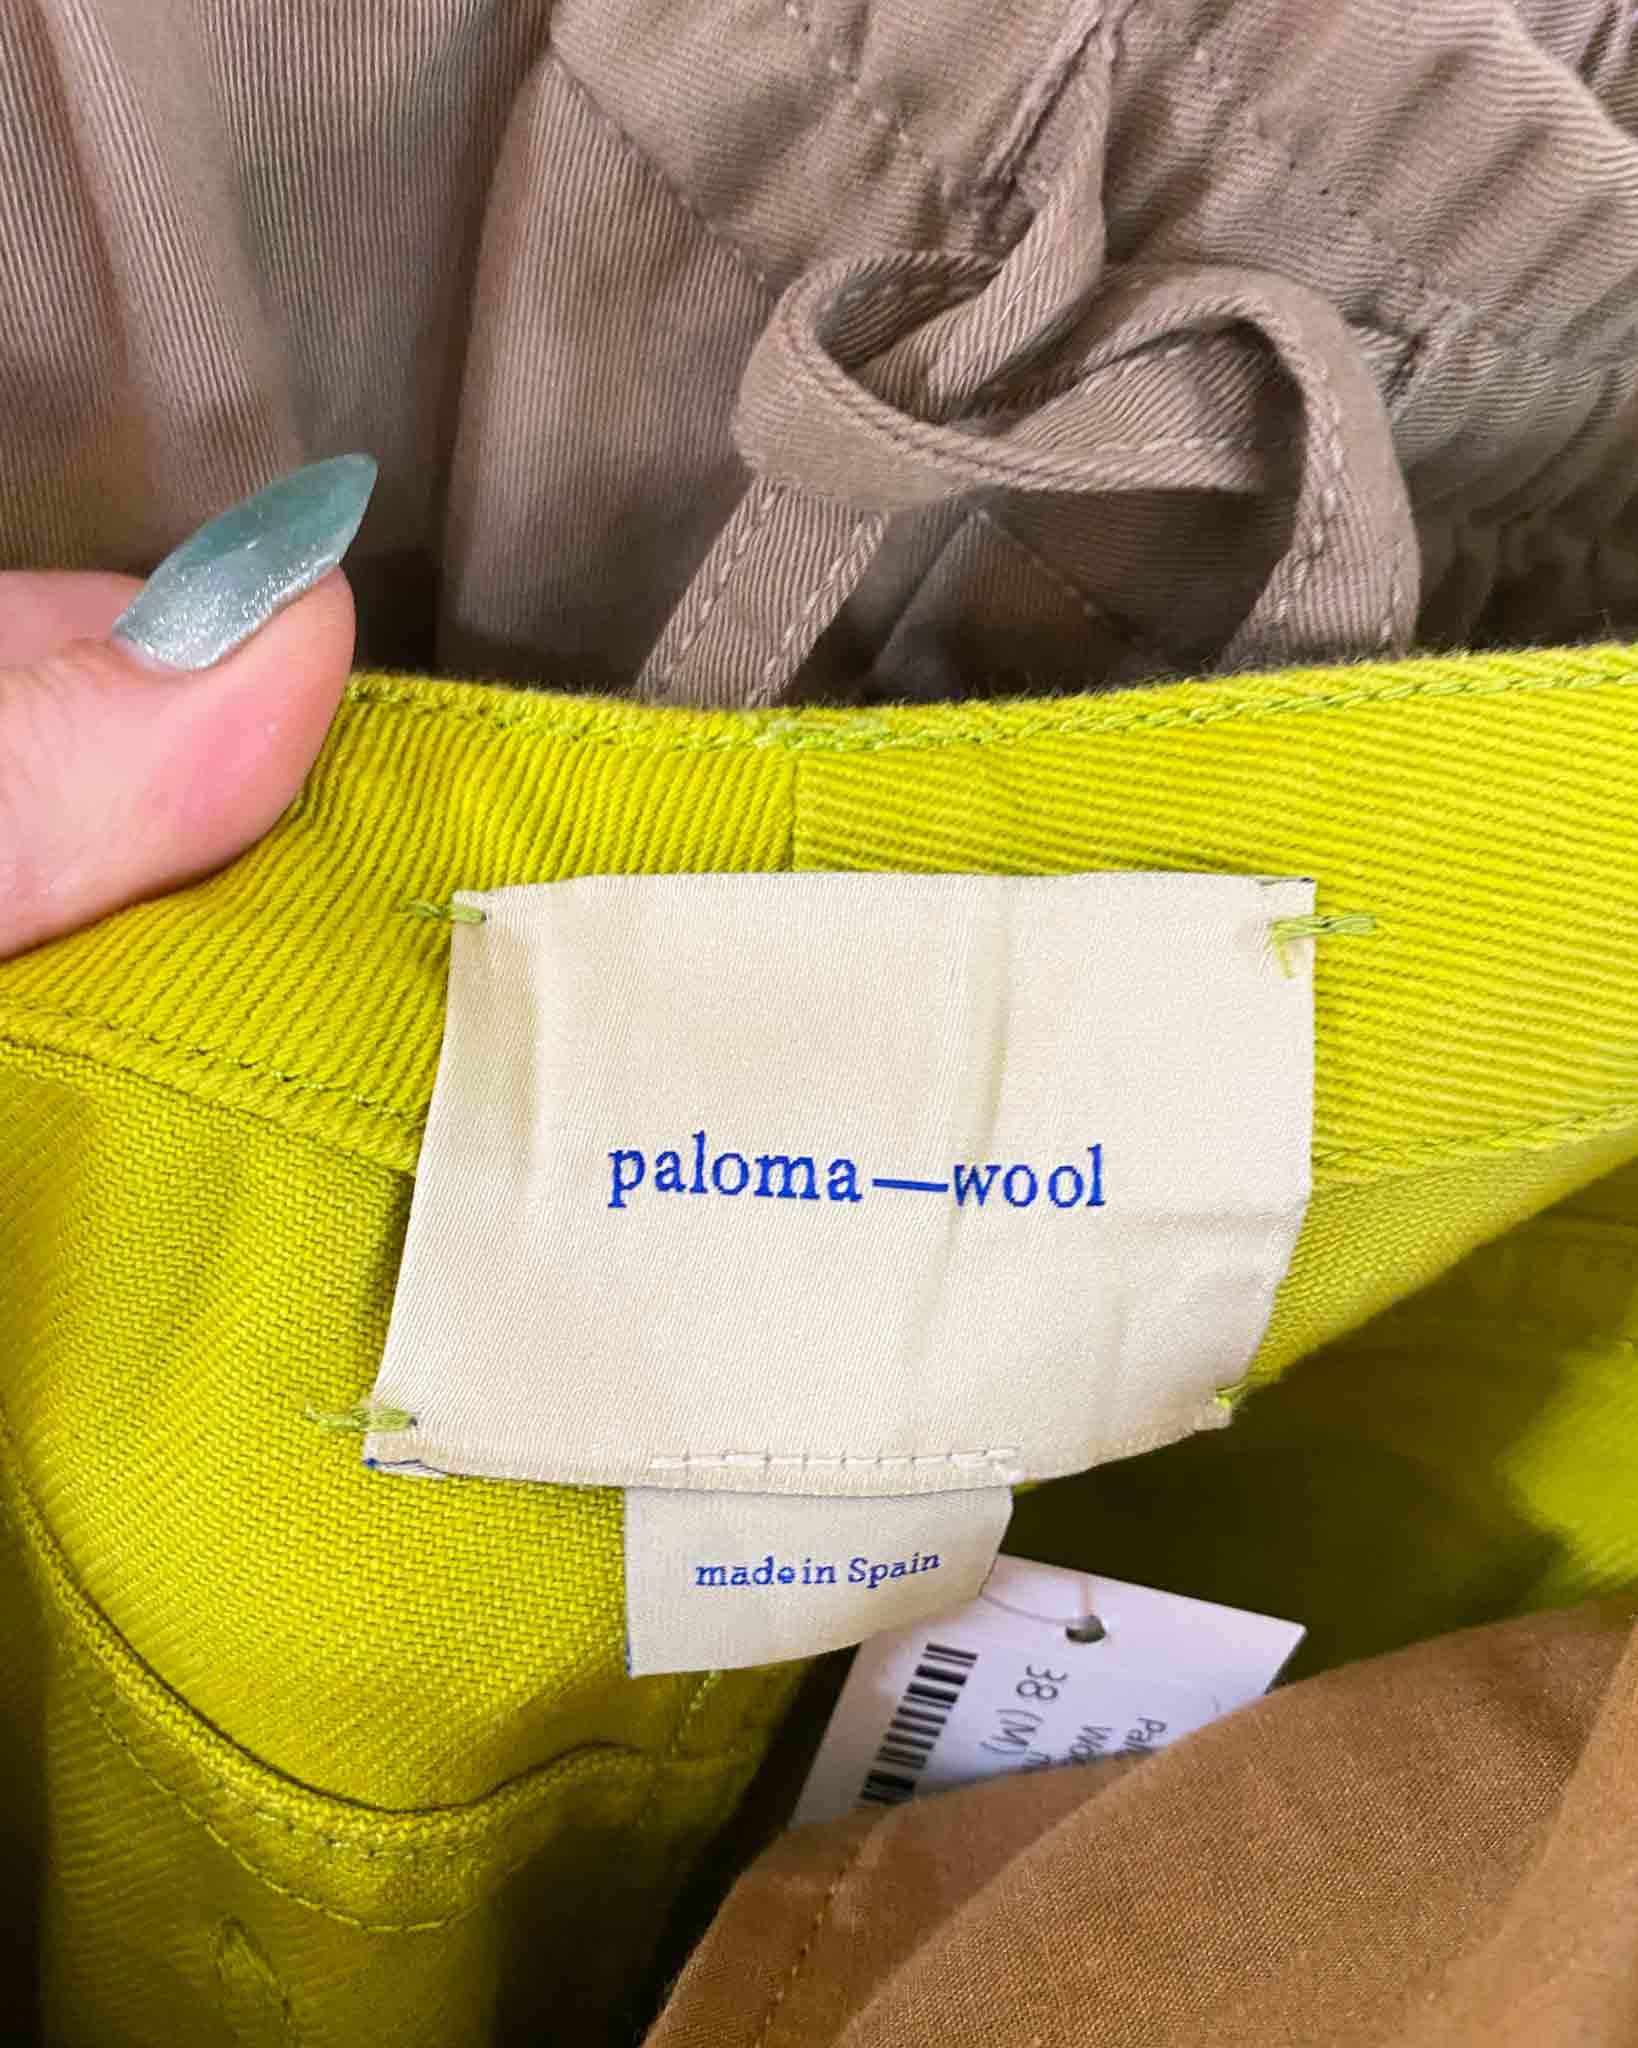 paloma—wool
made in Spain
38 (M)